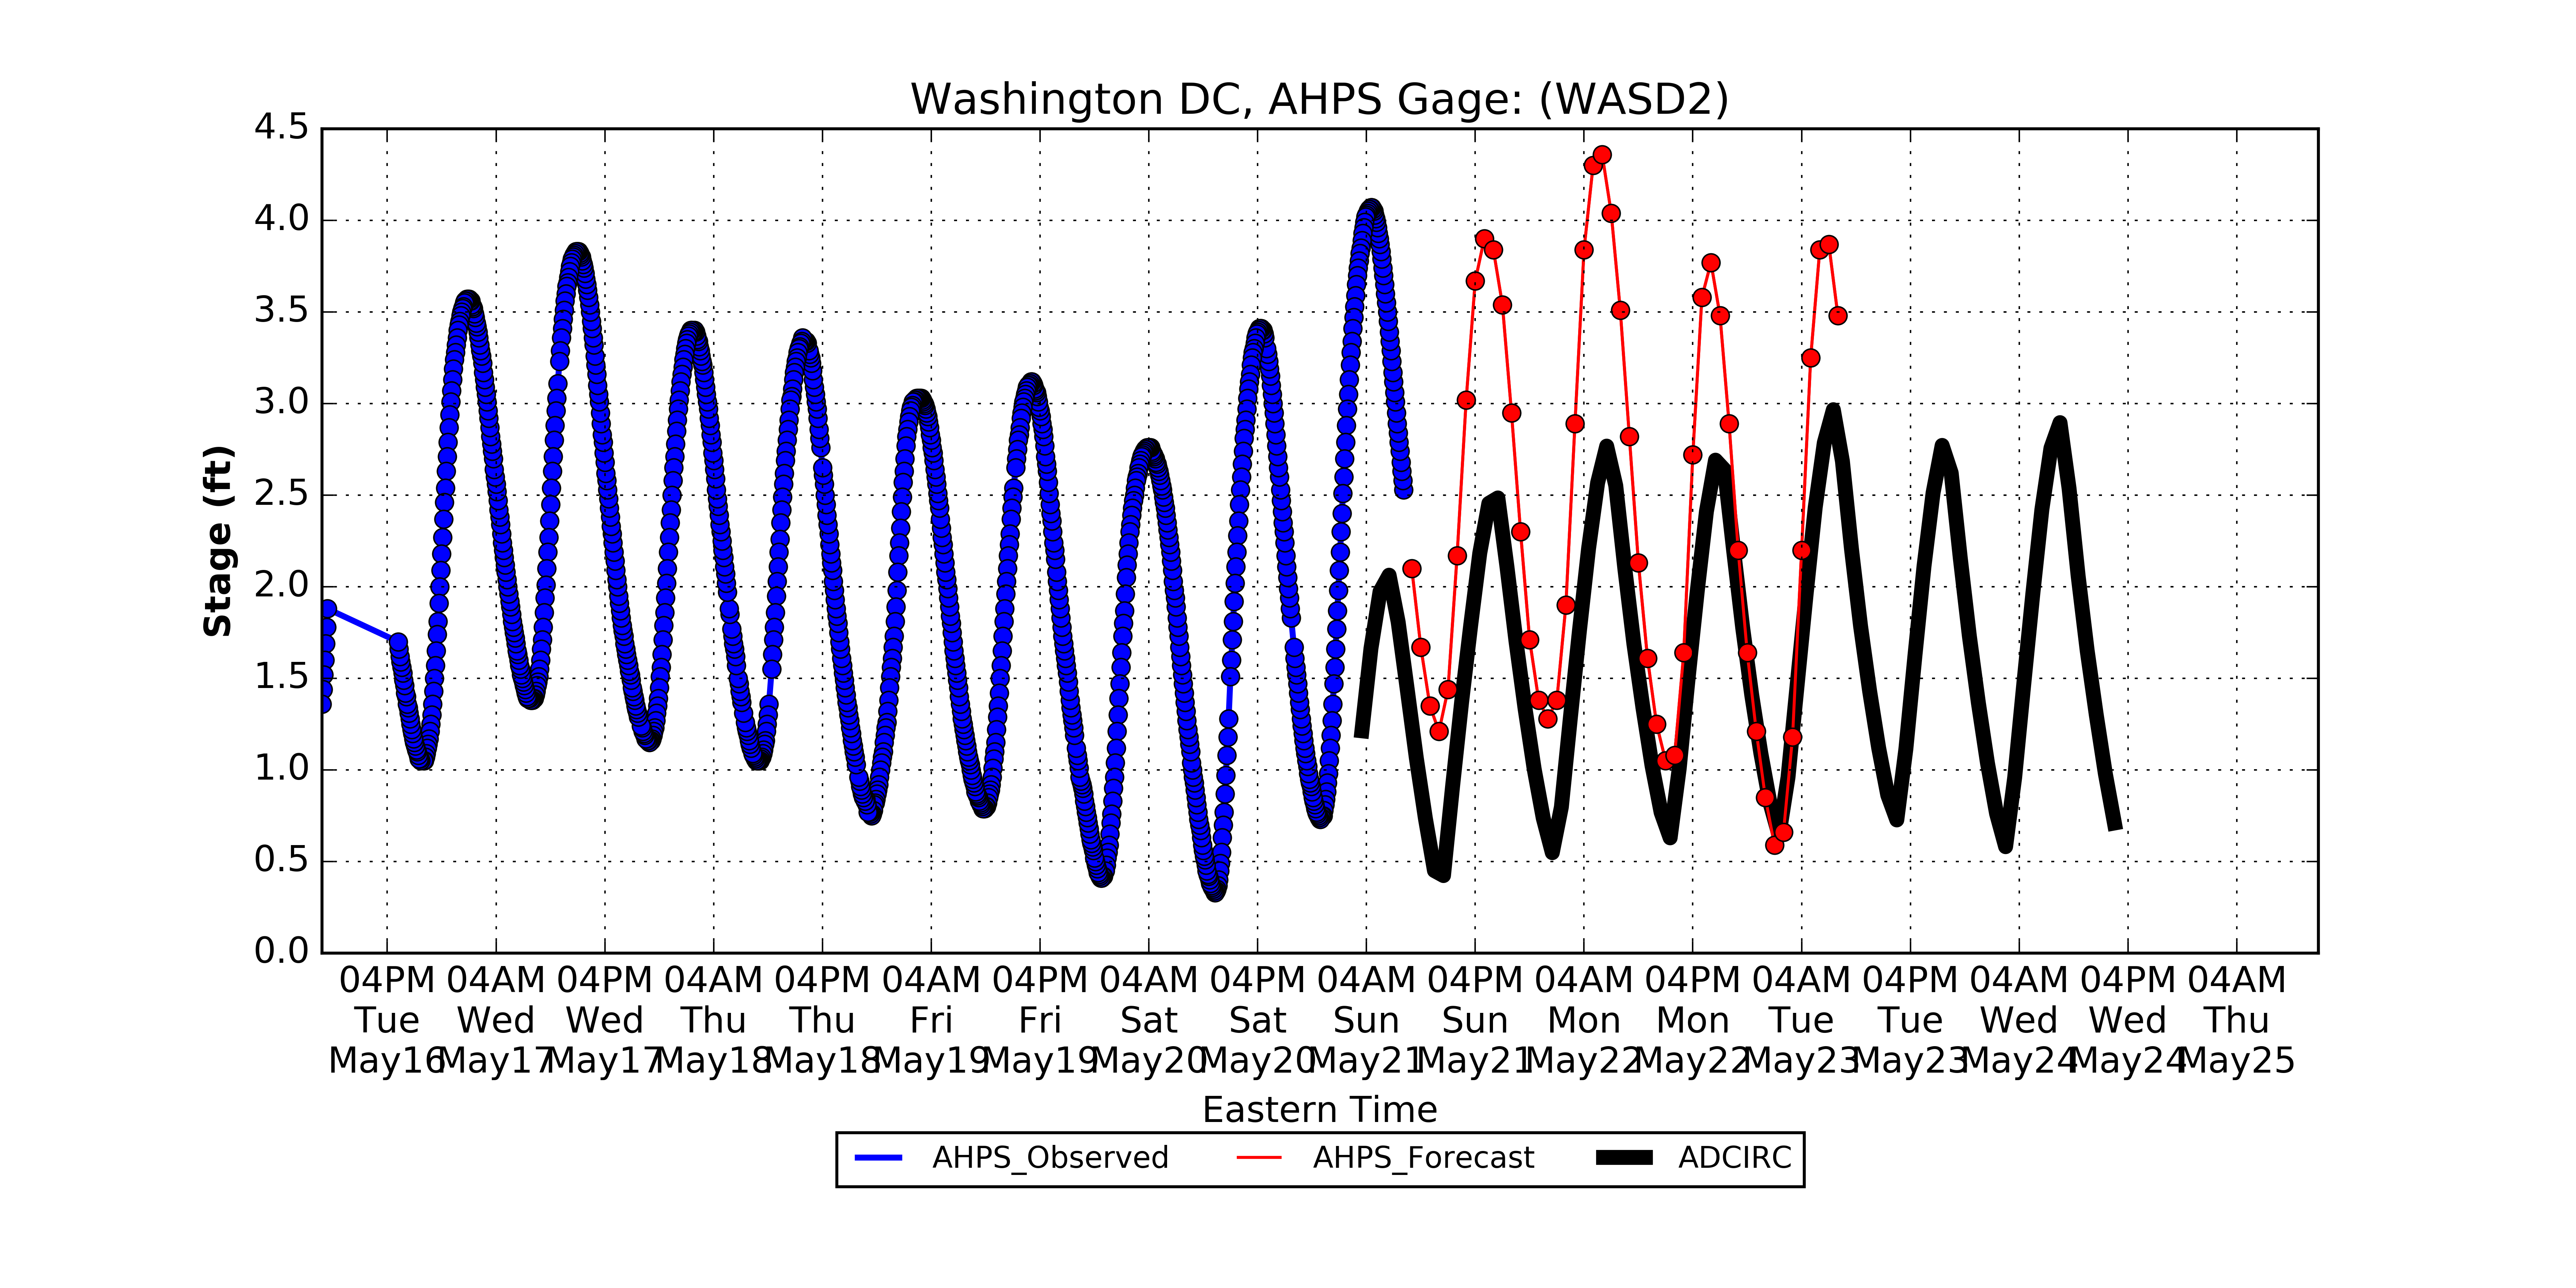 Washington DC, AHPS Gage: (WASD2)
4.5
4.0
3.5
3.0
2.5
2.0
1.5
1.0
0.5
0.0
Stage (ft)
04PM 04AM 04PM 04AM 04PM 04AM 04PM 04AM 04PM 04AM 04PM 04AM 04PM 04AM 04PM 04AM 04PM 04AM
Tue Wed Wed Thu Thu Fri Fri Sat Sat Sun Sun Mon Mon Tue Tue Wed Wed Thu
May16 May17 May17 May18 May18 May19 May19 May20 May20 May21 May21 May22 May22 May23 May23 May24 May24 May25
Eastern Time
AHPS_Observed AHPS_Forecast ADCIRC